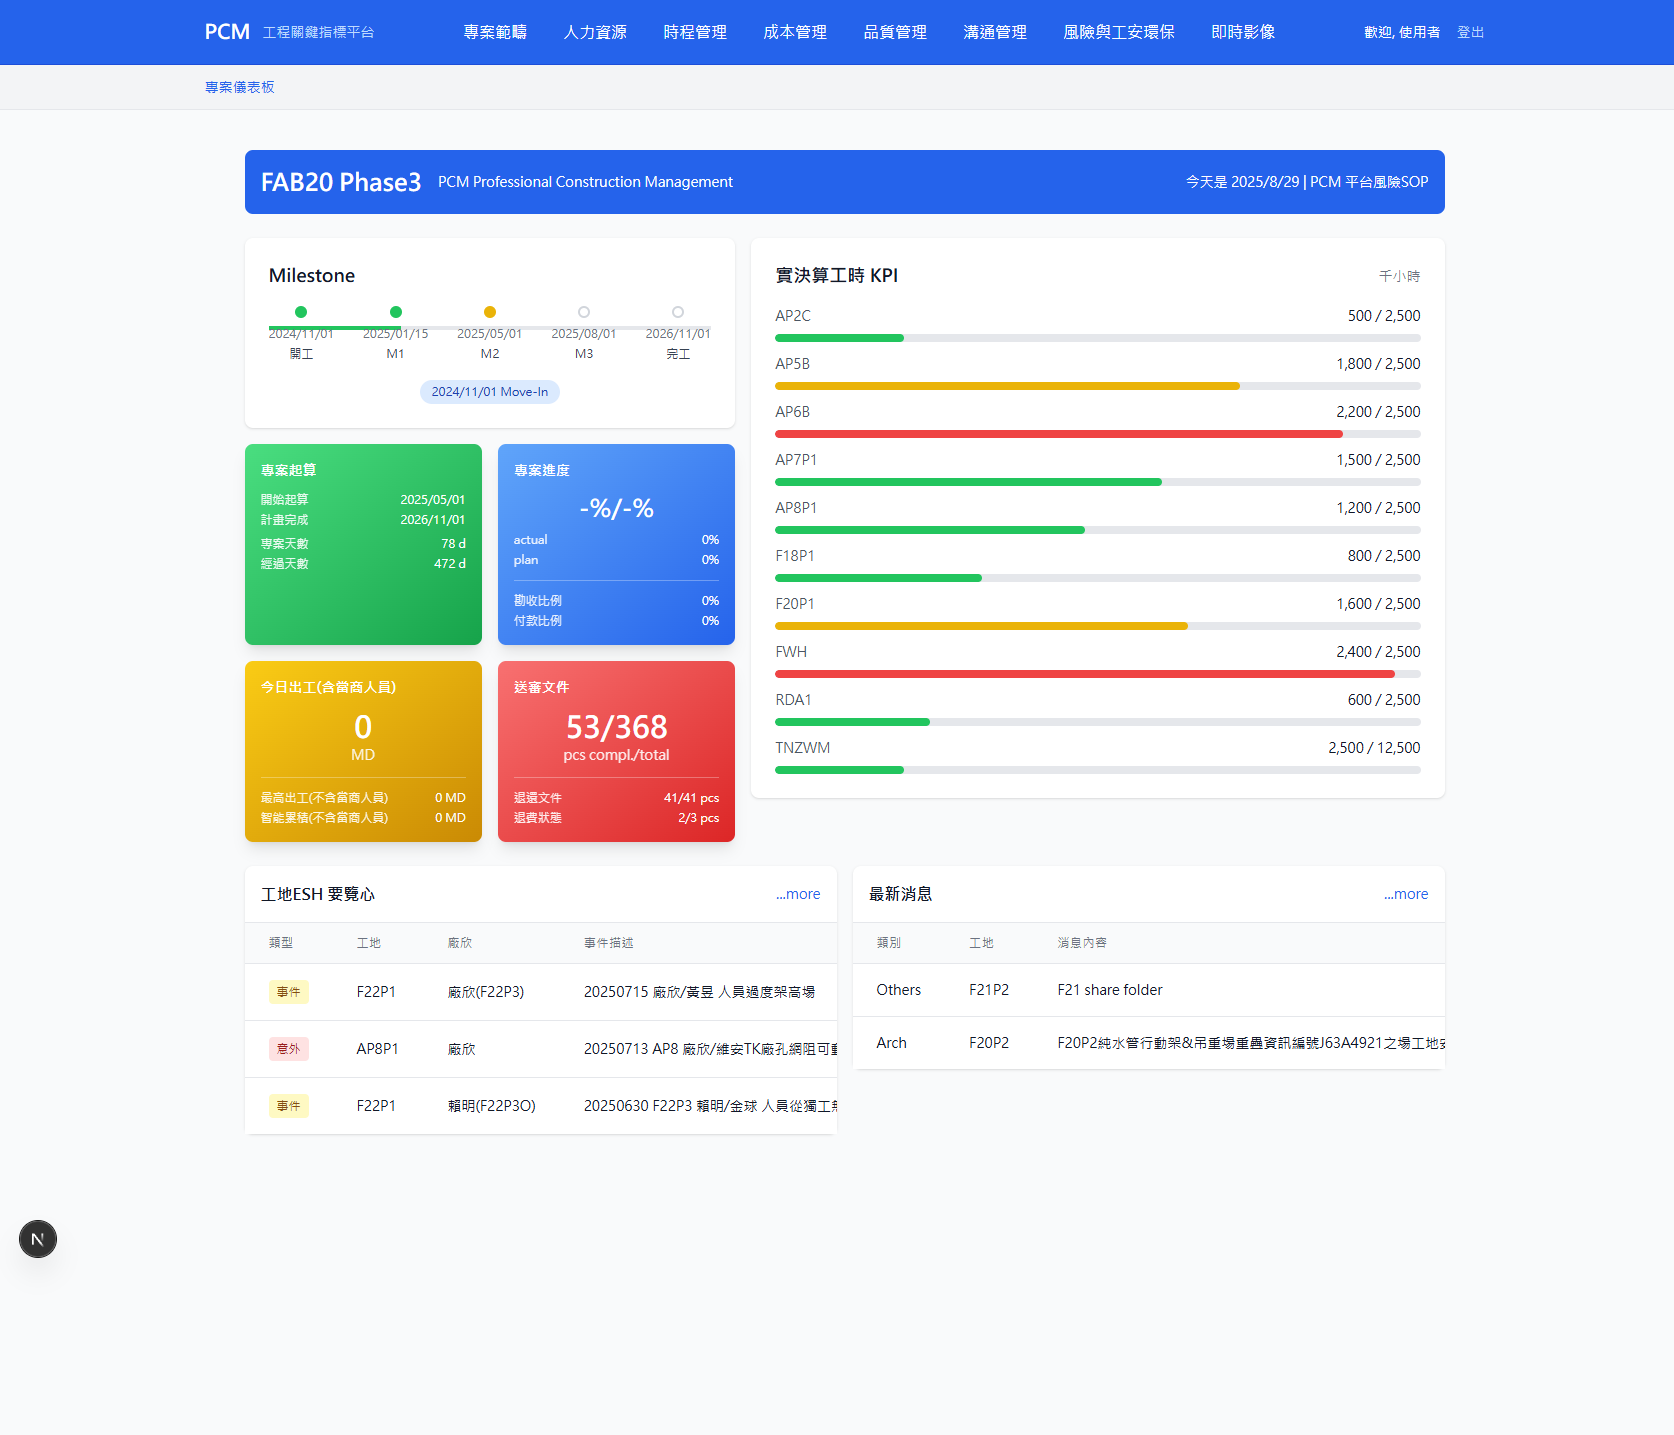 PCM 工程關鍵指標平台 專案範疇 人力資源 時程管理 成本管理 品質管理 溝通管理 風險與工安環保 即時影像 歡迎, 使用者 登出
專案儀表板
FAB20 Phase3 PCM Professional Construction Management 今天是 2025/8/29 | PCM 平台風險SOP
Milestone
2024/11/01 2025/01/15 2025/05/01 2025/08/01 2026/11/01
開工 M1 M2 M3 完工
2024/11/01 Move-In
專案起算
開始起算 2025/05/01
計畫完成 2026/11/01
專案天數 78 d
經過天數 472 d
專案進度
-%/-%
actual 0%
plan 0%
勘收比例 0%
付款比例 0%
今日出工(含當商人員)
0
MD
最高出工(不含當商人員) 0 MD
智能累積(不含當商人員) 0 MD
送審文件
53/368
pcs compl./total
退還文件 41/41 pcs
退費狀態 2/3 pcs
實決算工時 KPI 千小時
AP2C 500 / 2,500
AP5B 1,800 / 2,500
AP6B 2,200 / 2,500
AP7P1 1,500 / 2,500
AP8P1 1,200 / 2,500
F18P1 800 / 2,500
F20P1 1,600 / 2,500
FWH 2,400 / 2,500
RDA1 600 / 2,500
TNZWM 2,500 / 12,500
工地ESH 要覽心 ...more
類型 工地 廠欣 事件描述
事件 F22P1 廠欣(F22P3) 20250715 廠欣/黃昱 人員過度架高場
意外 AP8P1 廠欣 20250713 AP8 廠欣/維安TK廠孔網阻可動
事件 F22P1 賴明(F22P3O) 20250630 F22P3 賴明/金球 人員從獨工無
最新消息 ...more
類別 工地 消息內容
Others F21P2 F21 share folder
Arch F20P2 F20P2純水管行動架&吊重場重疊資訊編號J63A4921之場工地安
N